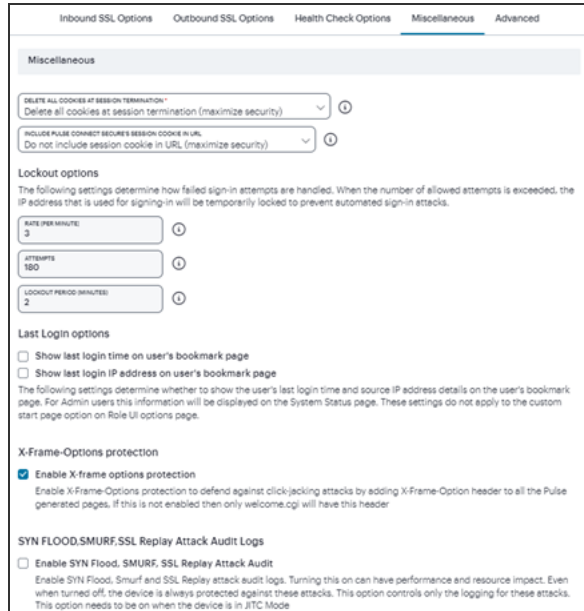 Inbound SSL Options Outbound SSL Options Health Check Options Miscellaneous Advanced
Miscellaneous
DELETE ALL COOKIES AT SESSION TERMINATION*
Delete all cookies at session termination (maximize security)
INCLUDE PULSE CONNECT SECURE'S SESSION COOKIE IN URL
Do not include session cookie in URL (maximize security)
Lockout options
The following settings determine how failed sign-in attempts are handled. When the number of allowed attempts is exceeded, the
IP address that is used for signing-in will be temporarily locked to prevent automated sign-in attacks.
RATE (PER MINUTE)
3
ATTEMPTS
180
LOCKOUT PERIOD (MINUTES)
2
Last Login options
Show last login time on user's bookmark page
Show last login IP address on user's bookmark page
The following settings determine whether to show the user's last login time and source IP address details on the user's bookmark
page. For Admin users this information will be displayed on the System Status page. These settings do not apply to the custom
start page option on Role UI options page.
X-Frame-Options protection
Enable X-frame options protection
Enable X-Frame-Options protection to defend against click-jacking attacks by adding X-Frame-Option header to all the Pulse
generated pages, if this is not enabled then only welcome.cgi will have this header
SYN FLOOD,SMURF,SSL Replay Attack Audit Logs
Enable SYN Flood, SMURF, SSL Replay Attack Audit
Enable SYN Flood, Smurf and SSL Replay attack audit logs. Turning this on can have performance and resource impact. Even
when turned off, the device is always protected against these attacks. This option controls only the logging for these attacks.
This option needs to be on when the device is in JITC Mode